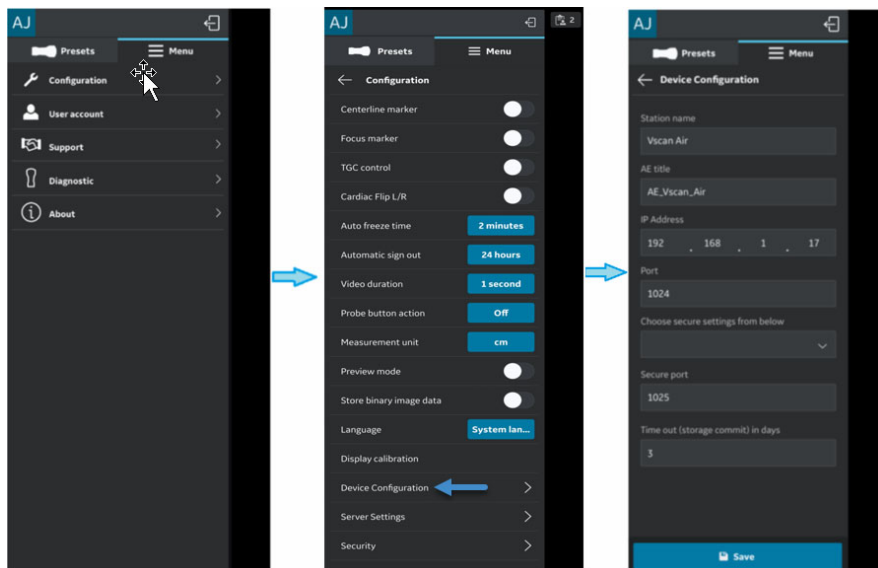 AJ
Presets
Menu
Configuration
User account
Support
Diagnostic
About
AJ
2
Presets
Menu
Configuration
Centerline marker
Focus marker
TGC control
Cardiac Flip L/R
Auto freeze time 2 minutes
Automatic sign out 24 hours
Video duration 1 second
Probe button action Off
Measurement unit cm
Preview mode
Store binary image data
Language System lan...
Display calibration
Device Configuration
Server Settings
Security
AJ
Presets
Menu
Device Configuration
Station name
Vscan Air
AE title
AE_Vscan_Air
IP Address
192 . 168 . 1 . 17
Port
1024
Choose secure settings from below
Secure port
1025
Time out (storage commit) in days
3
Save